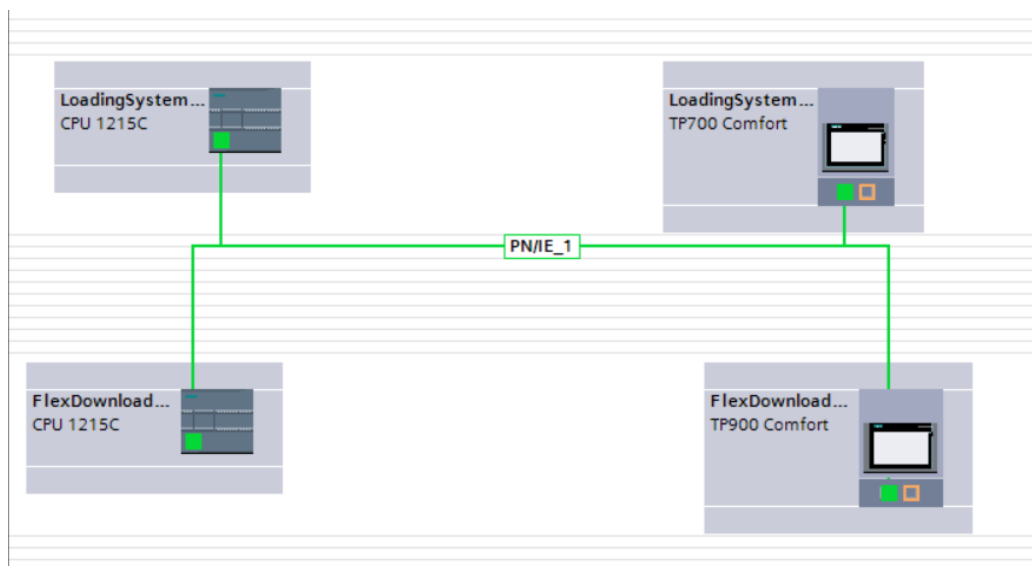 LoadingSystem...
CPU 1215C
LoadingSystem...
TP700 Comfort
PN/IE_1
FlexDownload...
CPU 1215C
FlexDownload...
TP900 Comfort